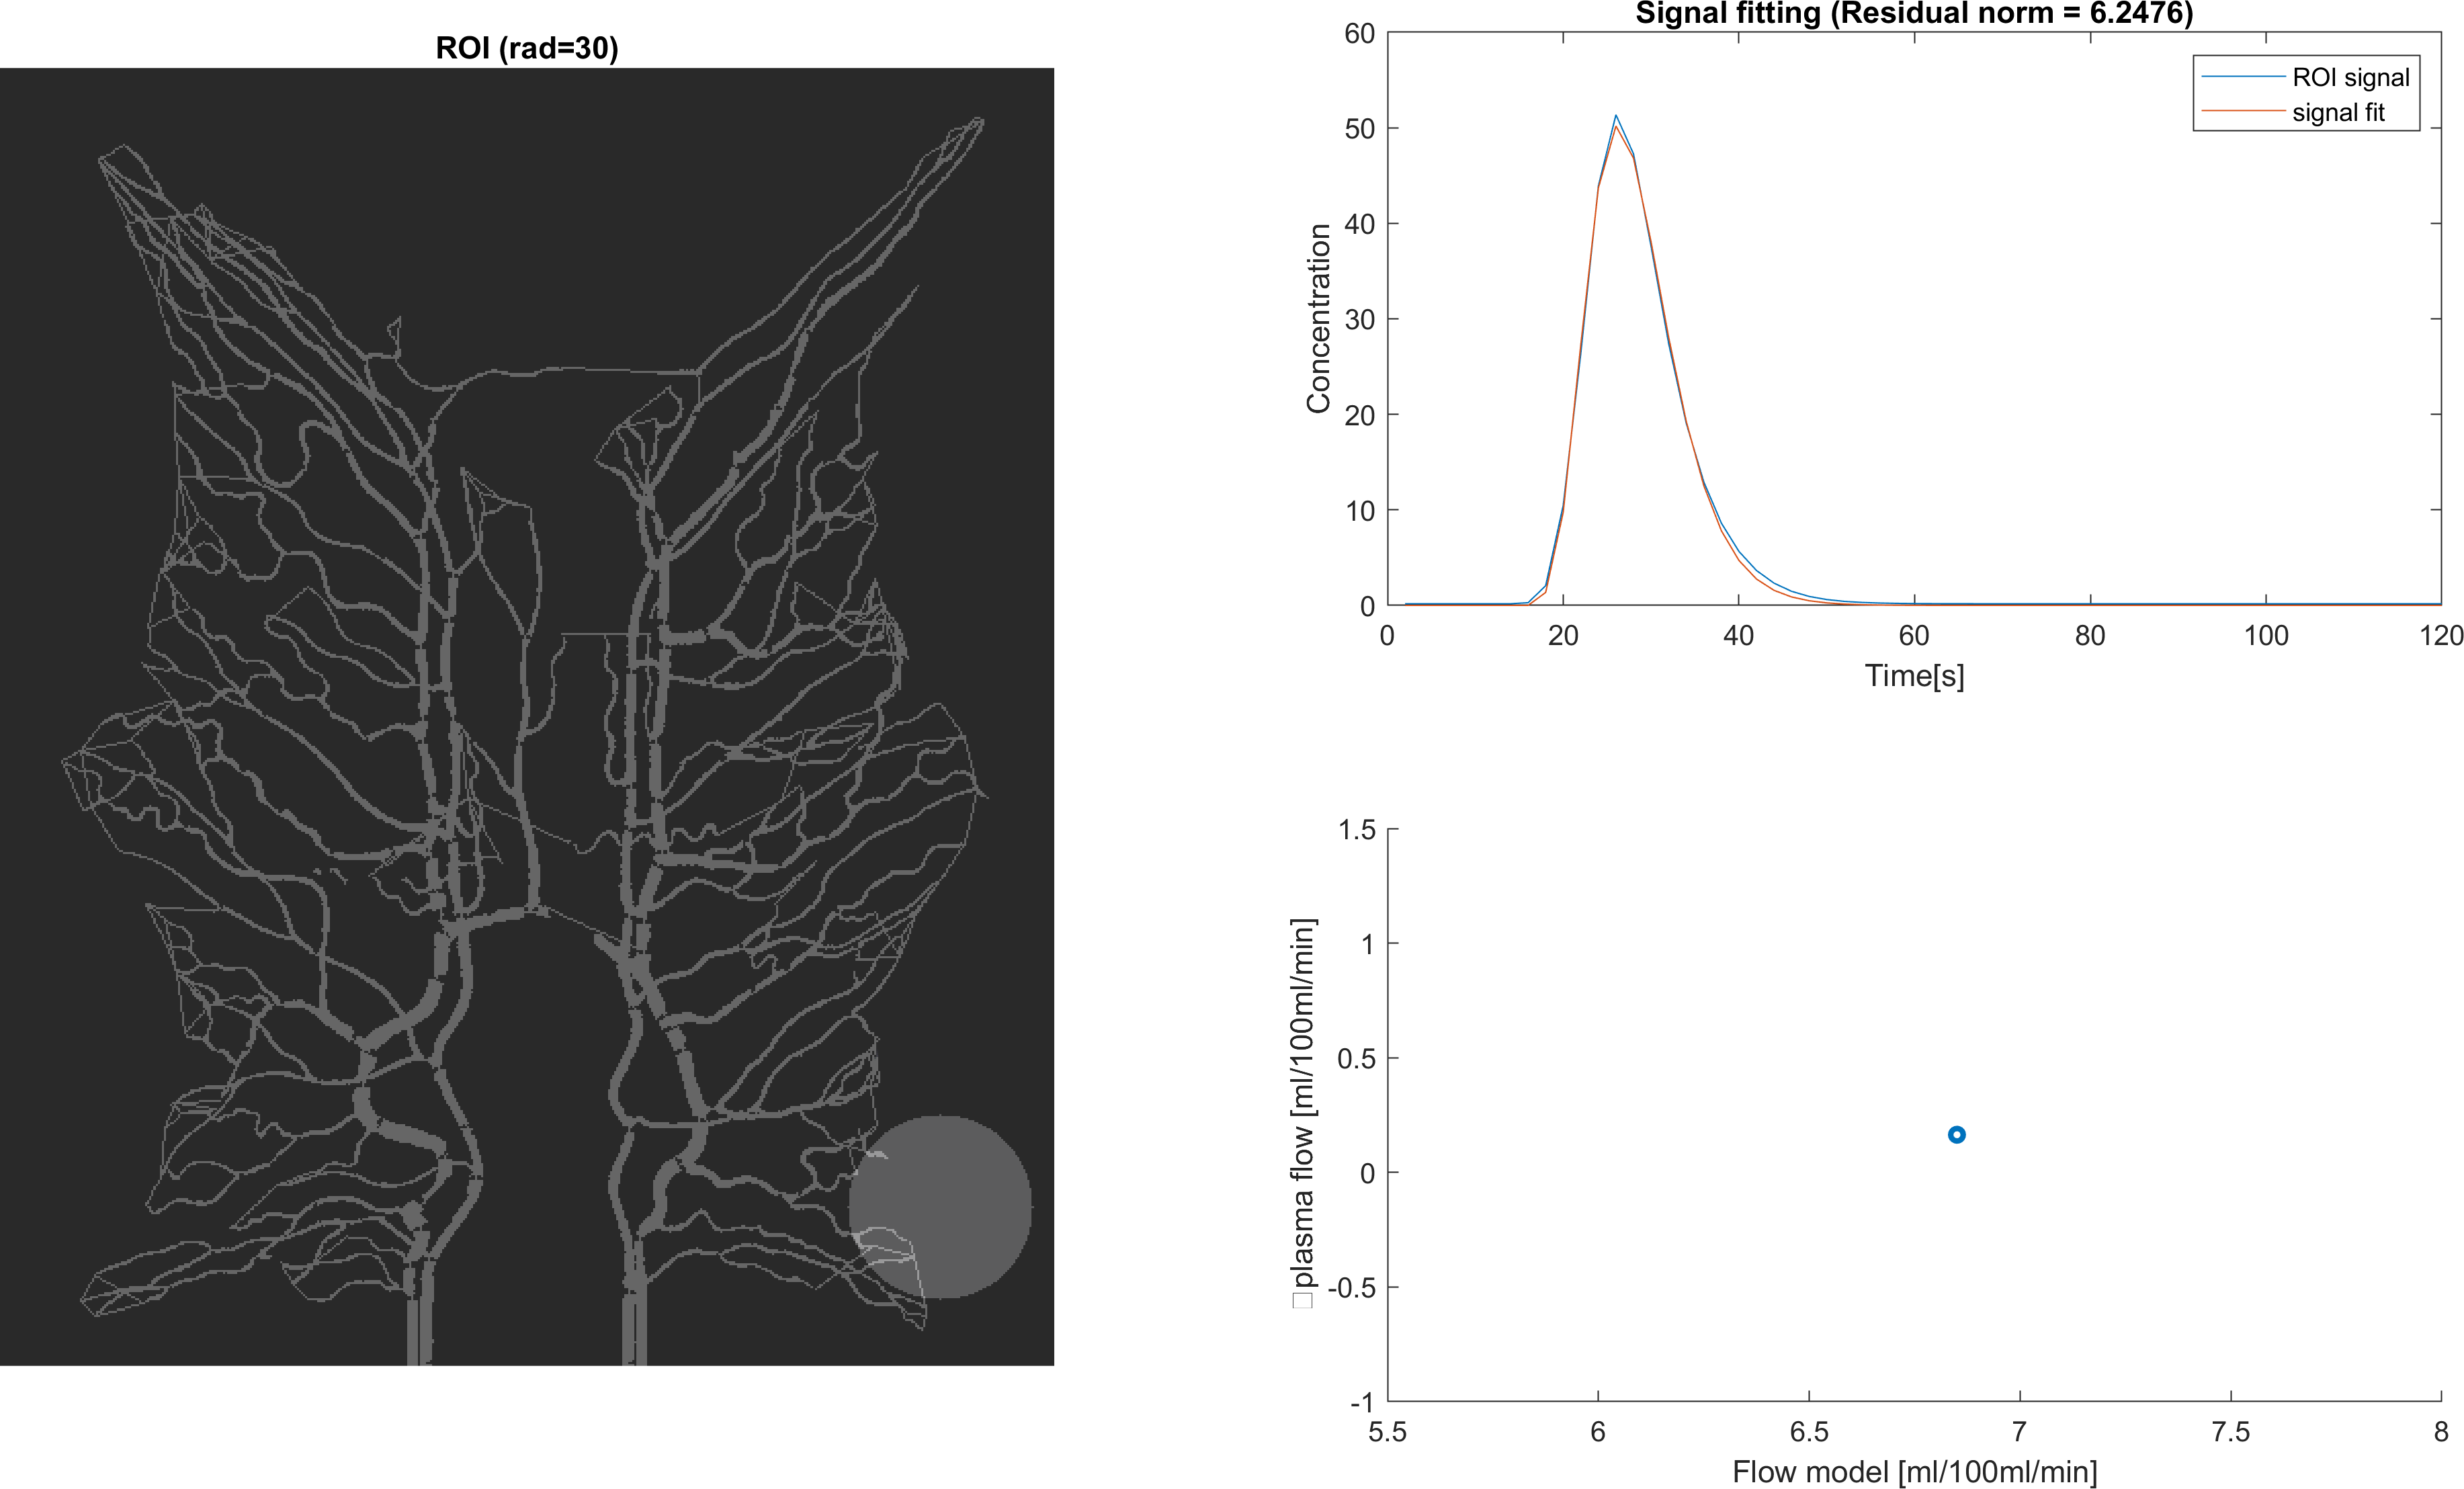 ROI (rad=30)
Signal fitting (Residual norm = 6.2476)
60
50
40
30
20
10
0
Concentration
ROI signal
signal fit
0 20 40 60 80 100 120
Time[s]
1.5
1
0.5
0
-0.5
-1
□ plasma flow [ml/100ml/min]
5.5 6 6.5 7 7.5 8
Flow model [ml/100ml/min]